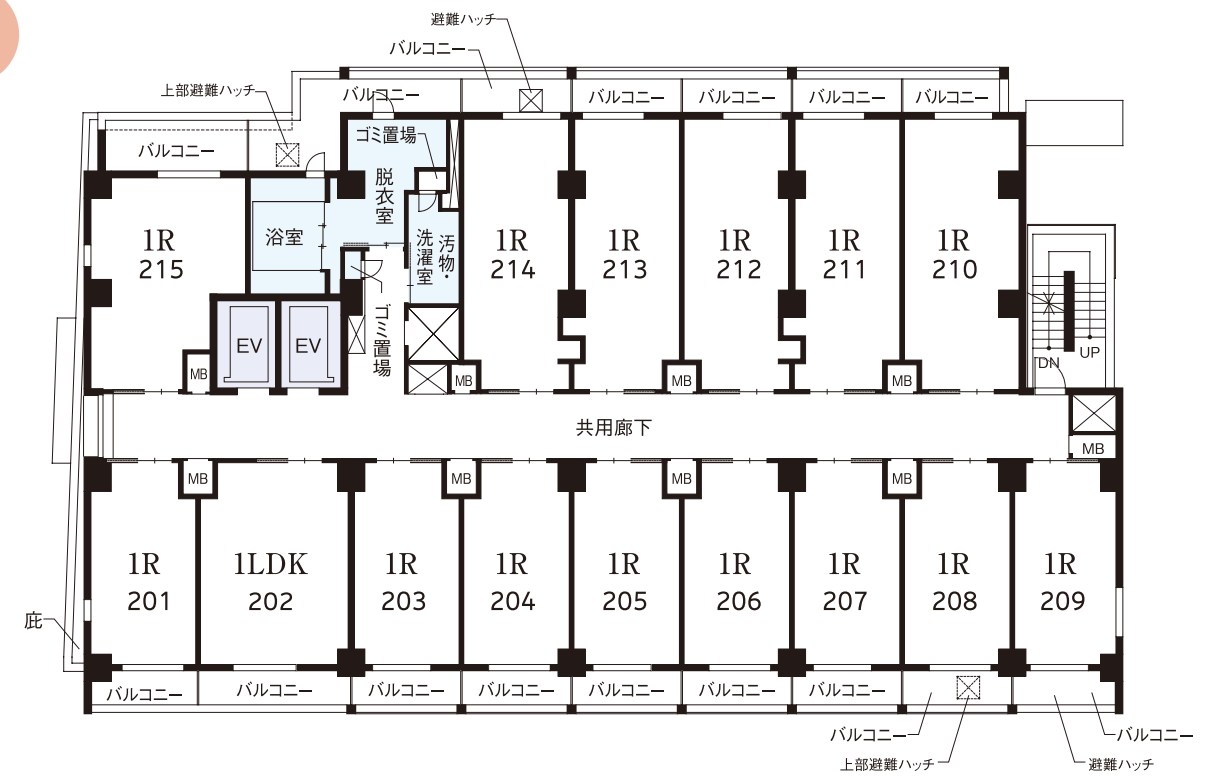 避難ハッチ
バルコニー
上部避難ハッチ
バルコニー
バルコニー
バルコニー
バルコニー
バルコニー
バルコニー
ゴミ置場
脱衣室
浴室
汚物・
洗濯室
ゴミ置場
1R
215
1R
214
1R
213
1R
212
1R
211
1R
210
EV
EV
MB
MB
MB
MB
DN
UP
共用廊下
MB
MB
MB
MB
MB
1R
201
1LDK
202
1R
203
1R
204
1R
205
1R
206
1R
207
1R
208
1R
209
庇
バルコニー
バルコニー
バルコニー
バルコニー
バルコニー
バルコニー
バルコニー
バルコニー
バルコニー
上部避難ハッチ
避難ハッチ